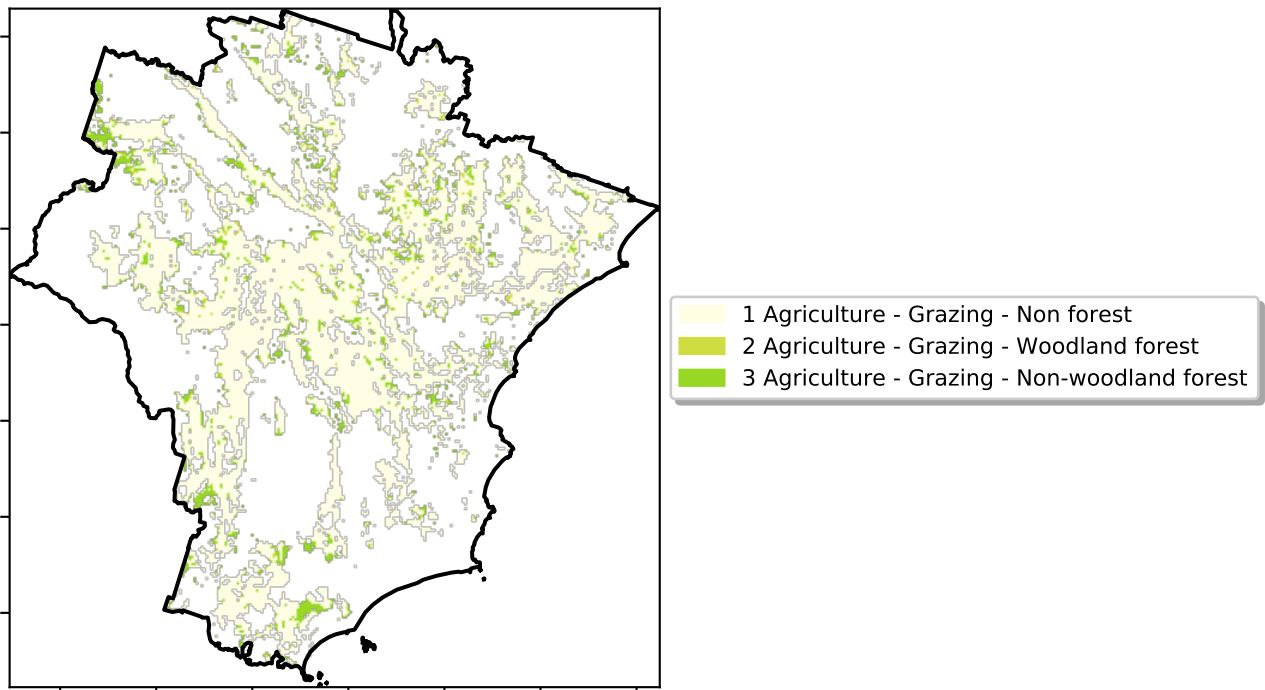 1 Agriculture - Grazing - Non forest
2 Agriculture - Grazing - Woodland forest
3 Agriculture - Grazing - Non-woodland forest